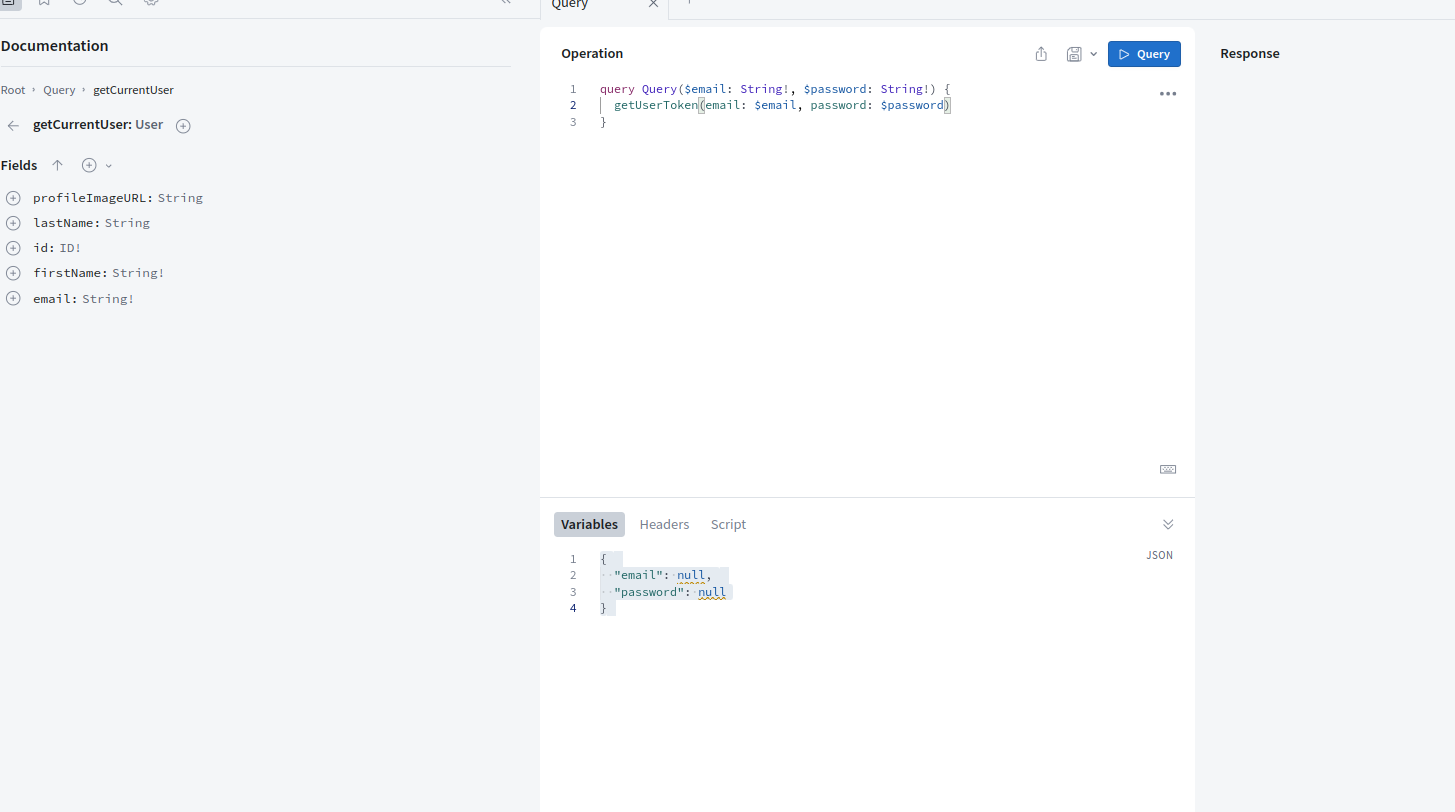 Query
Documentation
Root › Query › getCurrentUser
getCurrentUser: User
Fields
profileImageURL: String
lastName: String
id: ID!
firstName: String!
email: String!
Operation
Query
1 query Query($email: String!, $password: String!) {
2 getUserToken(email: $email, password: $password)
3 }
Variables
Headers
Script
JSON
1 {
2 ··"email":·null,
3 ··"password":·null
4 }
Response